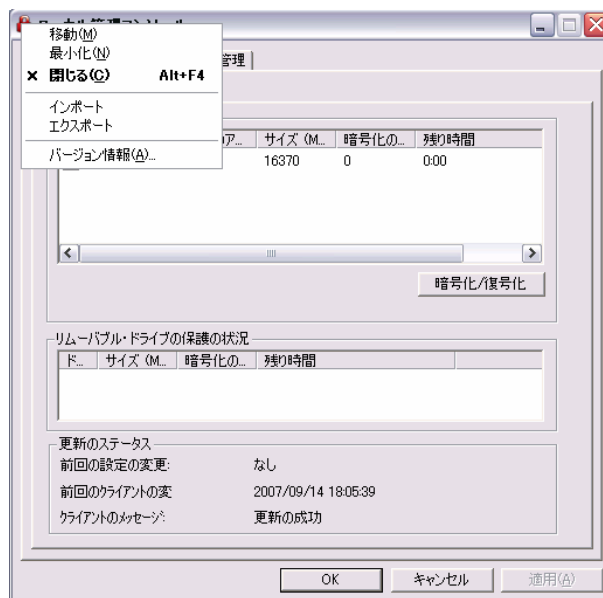 移動(M)
最小化(N)
× 閉じる(C) Alt+F4
インポート
エクスポート
バージョン情報(A)...
管理
サイズ (M... 暗号化の... 残り時間
16370 0 0:00
暗号化/復号化
リムーバブル・ドライブの保護の状況
ド... サイズ (M... 暗号化の... 残り時間
更新のステータス
前回の設定の変更: なし
前回のクライアントの変 2007/09/14 18:05:39
クライアントのメッセージ: 更新の成功
OK キャンセル 適用(A)